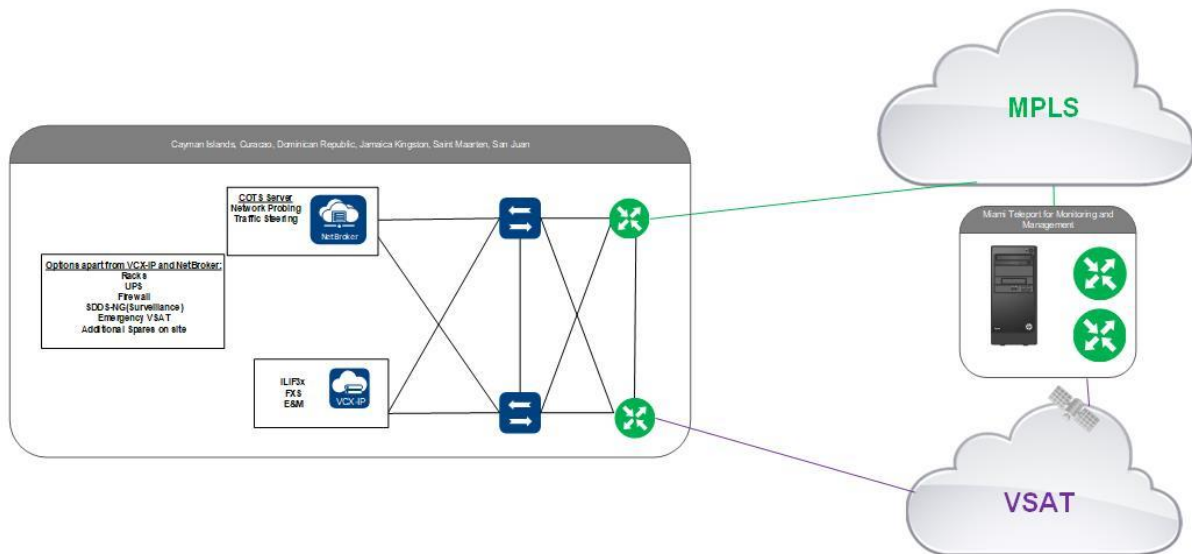 Cayman Islands, Curacao, Dominican Republic, Jamaica Kingston, Saint Maarten, San Juan
COTS Server
Network Probing
Traffic Steering
NetBroker
Options apart from VCX-IP and NetBroker:
Racks
UPS
Firewall
SDDS-NG(Surveillance)
Emergency VSAT
Additional Spares on site
ILIF3x
FXS
E&M
VCX-IP
MPLS
Miami Teleport for Monitoring and
Management
VSAT